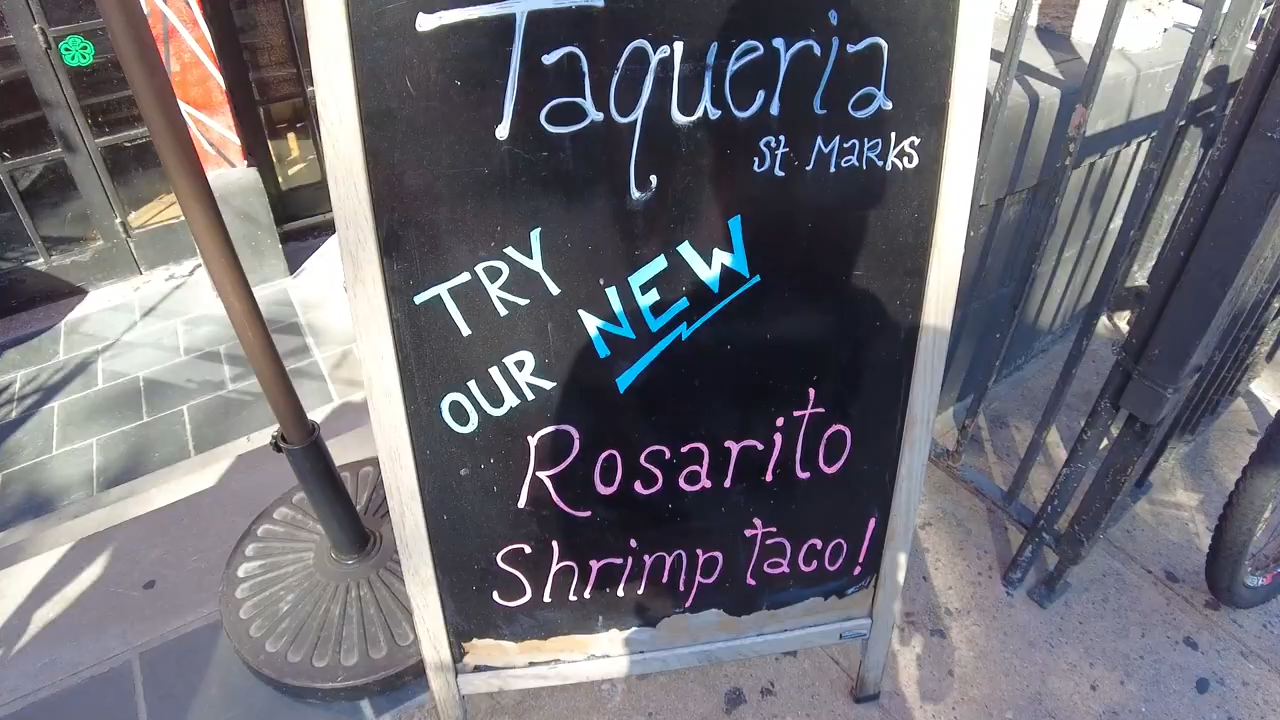 Taqueria
St Marks
TRY
OUR NEW
Rosarito
Shrimp taco!